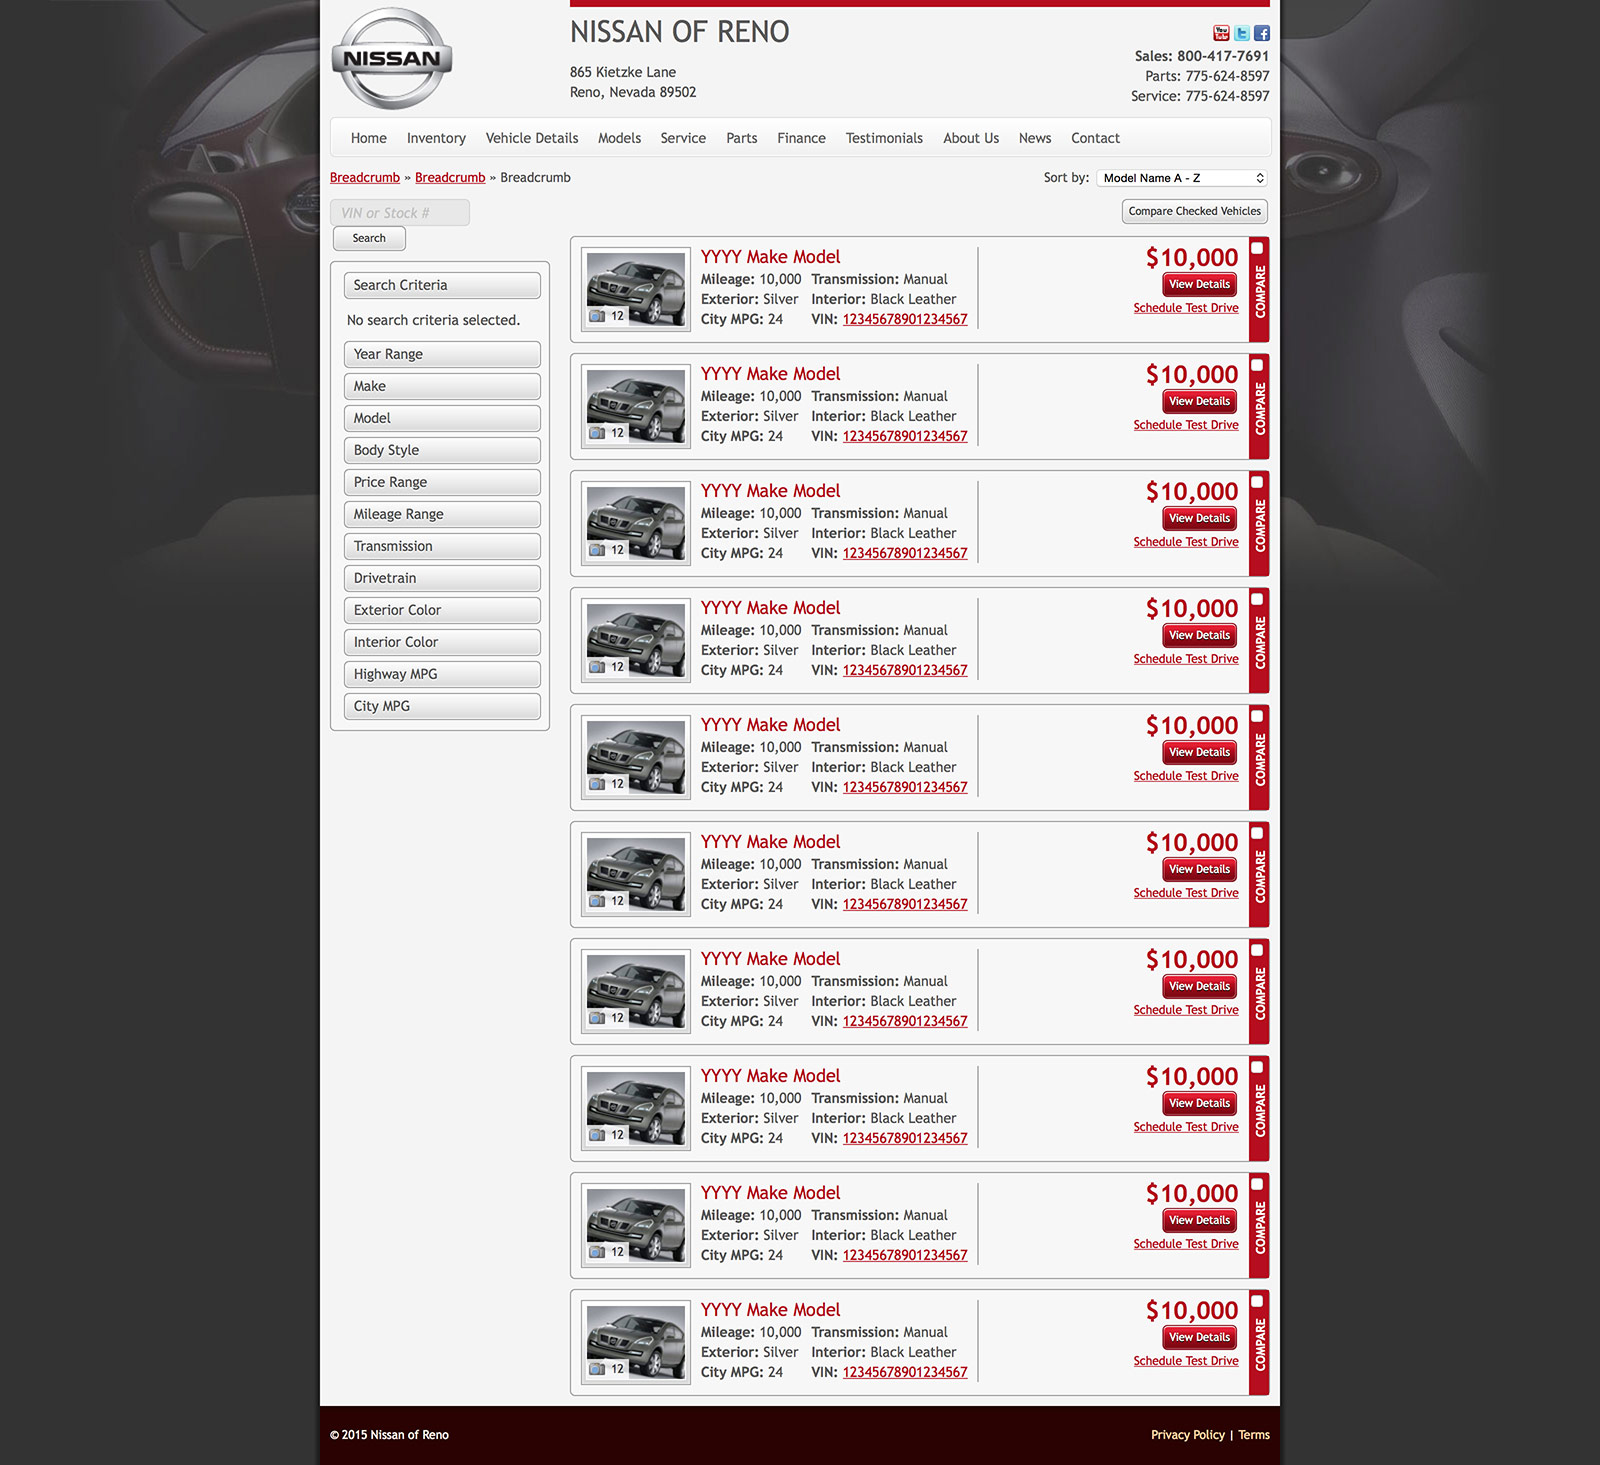 NISSAN
NISSAN OF RENO
865 Kietzke Lane
Reno, Nevada 89502
You Tube
t
f
Sales: 800-417-7691
Parts: 775-624-8597
Service: 775-624-8597
Home Inventory Vehicle Details Models Service Parts Finance Testimonials About Us News Contact
Breadcrumb » Breadcrumb » Breadcrumb
Sort by: Model Name A - Z
VIN or Stock #
Search
Compare Checked Vehicles
Search Criteria
No search criteria selected.
Year Range
Make
Model
Body Style
Price Range
Mileage Range
Transmission
Drivetrain
Exterior Color
Interior Color
Highway MPG
City MPG
12
YYYY Make Model
Mileage: 10,000 Transmission: Manual
Exterior: Silver Interior: Black Leather
City MPG: 24 VIN: 12345678901234567
$10,000
View Details
Schedule Test Drive
COMPARE
12
YYYY Make Model
Mileage: 10,000 Transmission: Manual
Exterior: Silver Interior: Black Leather
City MPG: 24 VIN: 12345678901234567
$10,000
View Details
Schedule Test Drive
COMPARE
12
YYYY Make Model
Mileage: 10,000 Transmission: Manual
Exterior: Silver Interior: Black Leather
City MPG: 24 VIN: 12345678901234567
$10,000
View Details
Schedule Test Drive
COMPARE
12
YYYY Make Model
Mileage: 10,000 Transmission: Manual
Exterior: Silver Interior: Black Leather
City MPG: 24 VIN: 12345678901234567
$10,000
View Details
Schedule Test Drive
COMPARE
12
YYYY Make Model
Mileage: 10,000 Transmission: Manual
Exterior: Silver Interior: Black Leather
City MPG: 24 VIN: 12345678901234567
$10,000
View Details
Schedule Test Drive
COMPARE
12
YYYY Make Model
Mileage: 10,000 Transmission: Manual
Exterior: Silver Interior: Black Leather
City MPG: 24 VIN: 12345678901234567
$10,000
View Details
Schedule Test Drive
COMPARE
12
YYYY Make Model
Mileage: 10,000 Transmission: Manual
Exterior: Silver Interior: Black Leather
City MPG: 24 VIN: 12345678901234567
$10,000
View Details
Schedule Test Drive
COMPARE
12
YYYY Make Model
Mileage: 10,000 Transmission: Manual
Exterior: Silver Interior: Black Leather
City MPG: 24 VIN: 12345678901234567
$10,000
View Details
Schedule Test Drive
COMPARE
12
YYYY Make Model
Mileage: 10,000 Transmission: Manual
Exterior: Silver Interior: Black Leather
City MPG: 24 VIN: 12345678901234567
$10,000
View Details
Schedule Test Drive
COMPARE
12
YYYY Make Model
Mileage: 10,000 Transmission: Manual
Exterior: Silver Interior: Black Leather
City MPG: 24 VIN: 12345678901234567
$10,000
View Details
Schedule Test Drive
COMPARE
© 2015 Nissan of Reno
Privacy Policy | Terms